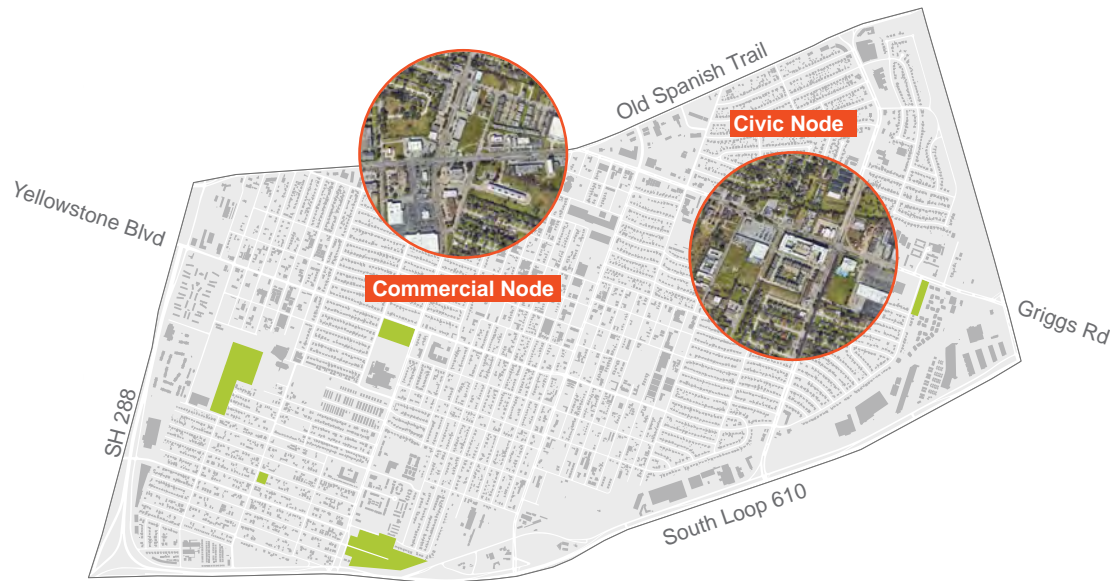 Old Spanish Trail
Civic Node
Yellowstone Blvd
Commercial Node
Griggs Rd
SH 288
South Loop 610